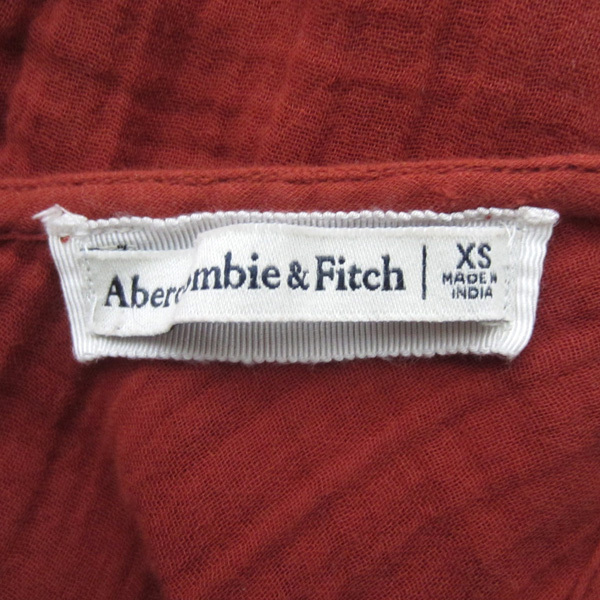 Abercrombie & Fitch
XS
MADE IN
INDIA